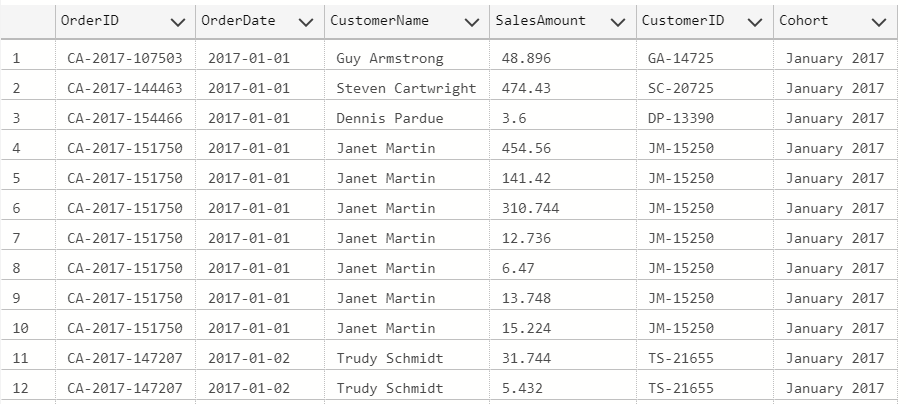 OrderID OrderDate CustomerName SalesAmount CustomerID Cohort
1 CA-2017-107503 2017-01-01 Guy Armstrong 48.896 GA-14725 January 2017
2 CA-2017-144463 2017-01-01 Steven Cartwright 474.43 SC-20725 January 2017
3 CA-2017-154466 2017-01-01 Dennis Pardue 3.6 DP-13390 January 2017
4 CA-2017-151750 2017-01-01 Janet Martin 454.56 JM-15250 January 2017
5 CA-2017-151750 2017-01-01 Janet Martin 141.42 JM-15250 January 2017
6 CA-2017-151750 2017-01-01 Janet Martin 310.744 JM-15250 January 2017
7 CA-2017-151750 2017-01-01 Janet Martin 12.736 JM-15250 January 2017
8 CA-2017-151750 2017-01-01 Janet Martin 6.47 JM-15250 January 2017
9 CA-2017-151750 2017-01-01 Janet Martin 13.748 JM-15250 January 2017
10 CA-2017-151750 2017-01-01 Janet Martin 15.224 JM-15250 January 2017
11 CA-2017-147207 2017-01-02 Trudy Schmidt 31.744 TS-21655 January 2017
12 CA-2017-147207 2017-01-02 Trudy Schmidt 5.432 TS-21655 January 2017